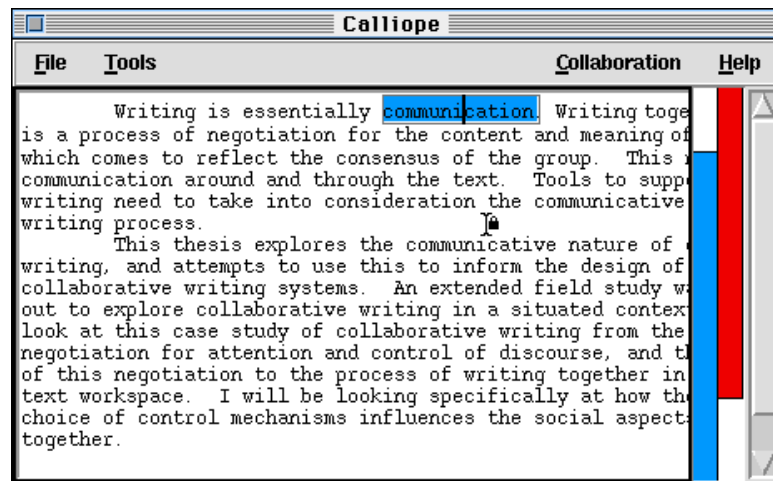 Calliope
File Tools Collaboration Help
Writing is essentially communication. Writing toge
is a process of negotiation for the content and meaning of
which comes to reflect the consensus of the group. This
communication around and through the text. Tools to supp
writing need to take into consideration the communicative
writing process.
This thesis explores the communicative nature of
writing, and attempts to use this to inform the design of
collaborative writing systems. An extended field study w
out to explore collaborative writing in a situated contex
look at this case study of collaborative writing from the
negotiation for attention and control of discourse, and t
of this negotiation to the process of writing together in
text workspace. I will be looking specifically at how the
choice of control mechanisms influences the social aspect
together.